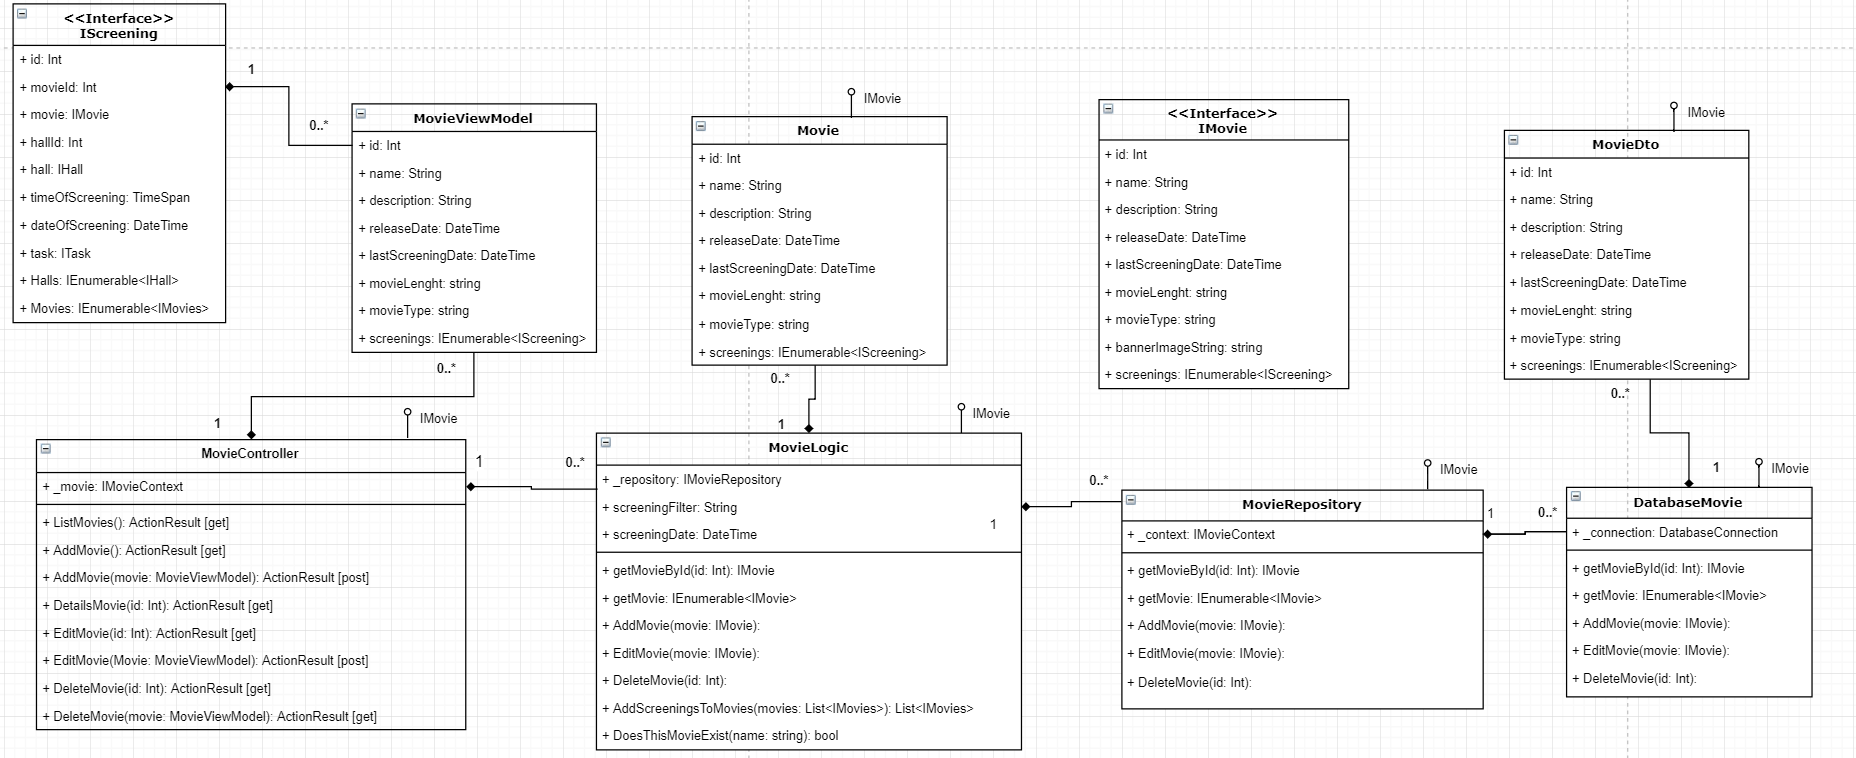 <<Interface>>
IScreening
+ id: Int
+ movieId: Int
+ movie: IMovie
+ hallId: Int
+ hall: IHall
+ timeOfScreening: TimeSpan
+ dateOfScreening: DateTime
+ task: ITask
+ Halls: IEnumerable<IHall>
+ Movies: IEnumerable<IMovies>
1
0..*
MovieViewModel
+ id: Int
+ name: String
+ description: String
+ releaseDate: DateTime
+ lastScreeningDate: DateTime
+ movieLenght: string
+ movieType: string
+ screenings: IEnumerable<IScreening>
0..*
1
IMovie
Movie
+ id: Int
+ name: String
+ description: String
+ releaseDate: DateTime
+ lastScreeningDate: DateTime
+ movieLenght: string
+ movieType: string
+ screenings: IEnumerable<IScreening>
0..*
1
<<Interface>>
IMovie
+ id: Int
+ name: String
+ description: String
+ releaseDate: DateTime
+ lastScreeningDate: DateTime
+ movieLenght: string
+ movieType: string
+ bannerImageString: string
+ screenings: IEnumerable<IScreening>
IMovie
MovieDto
+ id: Int
+ name: String
+ description: String
+ releaseDate: DateTime
+ lastScreeningDate: DateTime
+ movieLenght: string
+ movieType: string
+ screenings: IEnumerable<IScreening>
0..*
1
IMovie
MovieController
+ _movie: IMovieContext
+ ListMovies(): ActionResult [get]
+ AddMovie(): ActionResult [get]
+ AddMovie(movie: MovieViewModel): ActionResult [post]
+ DetailsMovie(id: Int): ActionResult [get]
+ EditMovie(id: Int): ActionResult [get]
+ EditMovie(Movie: MovieViewModel): ActionResult [post]
+ DeleteMovie(id: Int): ActionResult [get]
+ DeleteMovie(movie: MovieViewModel): ActionResult [get]
1
0..*
IMovie
MovieLogic
+ _repository: IMovieRepository
+ screeningFilter: String
+ screeningDate: DateTime
1
+ getMovieById(id: Int): IMovie
+ getMovie: IEnumerable<IMovie>
+ AddMovie(movie: IMovie):
+ EditMovie(movie: IMovie):
+ DeleteMovie(id: Int):
+ AddScreeningsToMovies(movies: List<IMovies>): List<IMovies>
+ DoesThisMovieExist(name: string): bool
0..*
IMovie
MovieRepository
+ _context: IMovieContext
+ getMovieById(id: Int): IMovie
+ getMovie: IEnumerable<IMovie>
+ AddMovie(movie: IMovie):
+ EditMovie(movie: IMovie):
+ DeleteMovie(id: Int):
1
0..*
IMovie
DatabaseMovie
+ _connection: DatabaseConnection
+ getMovieById(id: Int): IMovie
+ getMovie: IEnumerable<IMovie>
+ AddMovie(movie: IMovie):
+ EditMovie(movie: IMovie):
+ DeleteMovie(id: Int):